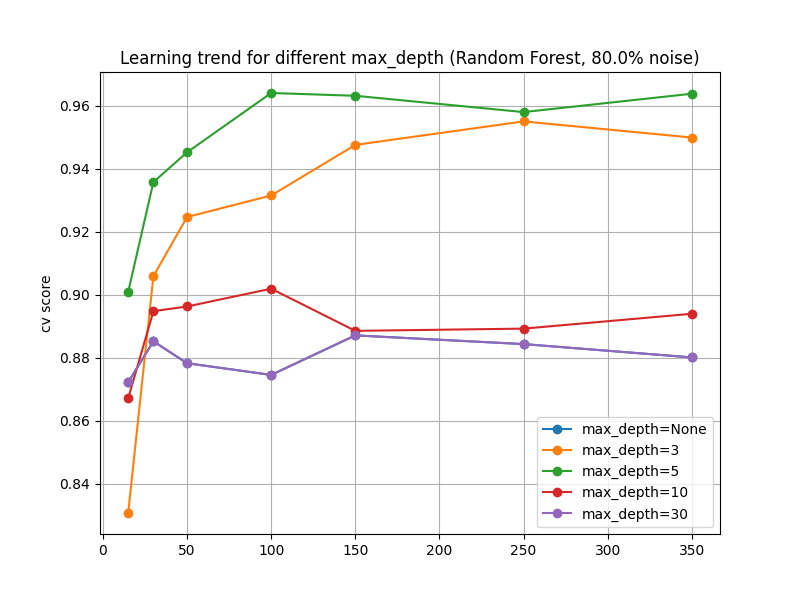 Learning trend for different max_depth (Random Forest, 80.0% noise)
cv score
0.96
0.94
0.92
0.90
0.88
0.86
0.84
0 50 100 150 200 250 300 350
max_depth=None
max_depth=3
max_depth=5
max_depth=10
max_depth=30